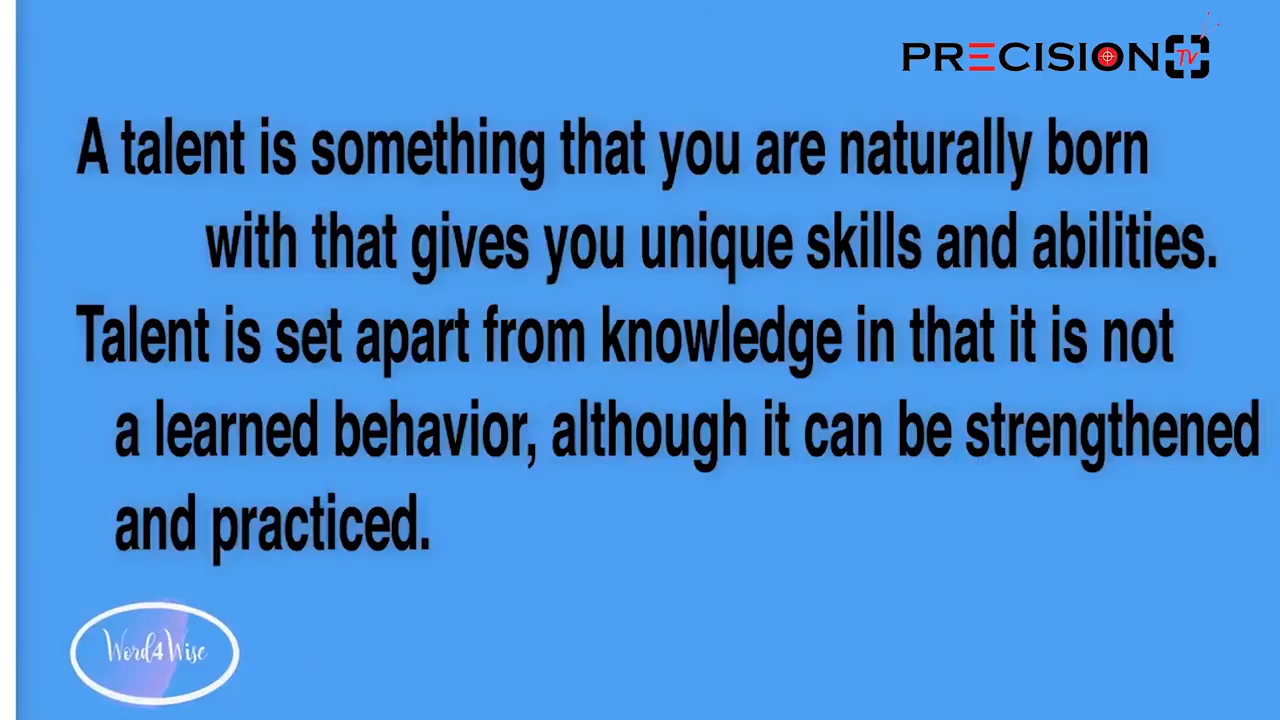 PRECISION TV
A talent is something that you are naturally born
with that gives you unique skills and abilities.
Talent is set apart from knowledge in that it is not
a learned behavior, although it can be strengthened
and practiced.
Word4Wise